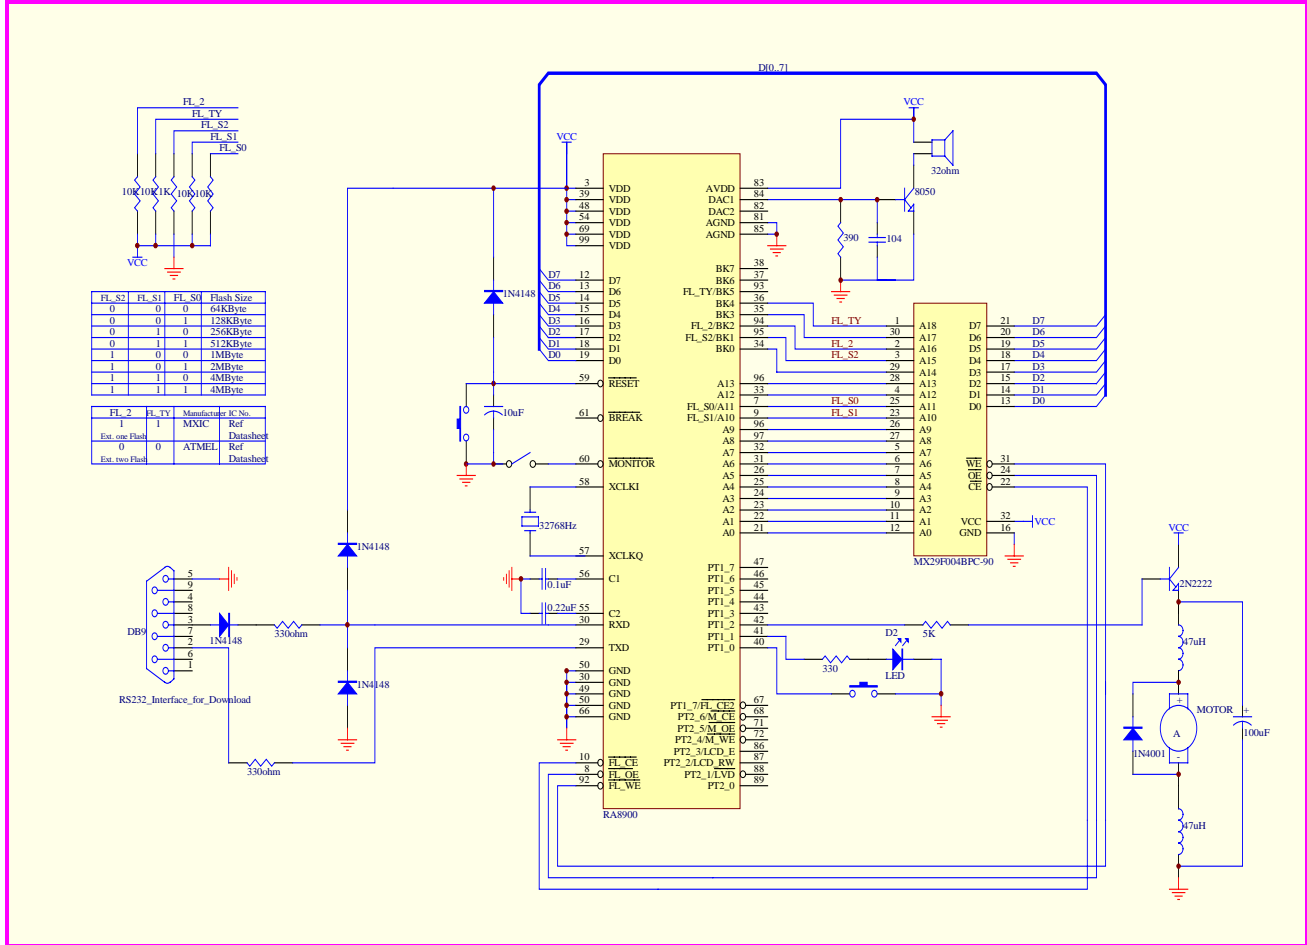 D[0..7]
FL_2
FL_TY
FL_S2
FL_S1
FL_S0
10K 10K 1K 10K 10K
VCC
FL_S2 FL_S1 FL_S0 Flash Size
0 0 0 64KByte
0 0 1 128KByte
0 1 0 256KByte
0 1 1 512KByte
1 0 0 1MByte
1 0 1 2MByte
1 1 0 4MByte
1 1 1 4MByte
FL_2 FL_TY Manufacturer IC No.
1 1 MXIC Ref
Ext. one Flash Datasheet
0 0 ATMEL Ref
Ext. two Flash Datasheet
VCC
3 VDD
39 VDD
48 VDD
54 VDD
69 VDD
99 VDD
D7 12 D7
D6 13 D6
D5 14 D5
D4 15 D4
D3 16 D3
D2 17 D2
D1 18 D1
D0 19 D0
59 RESET
61 BREAK
60 MONITOR
58 XCLKI
57 XCLKQ
56 C1
55 C2
30 RXD
29 TXD
50 GND
30 GND
49 GND
50 GND
66 GND
10 FL_CE
8 FL_OE
92 FL_WE
RA8900
1N4148
10uF
32768Hz
0.1uF
0.22uF
1N4148
1N4148
1N4148
330ohm
330ohm
DB9
5
9
4
8
3
7
2
6
1
RS232_Interface_for_Download
AVDD 83
DAC1 84
DAC2 82
AGND 81
AGND 85
BK7 38
BK6 37
FL_TY/BK5 93
BK4 36
BK3 35
FL_2/BK2 94
FL_S2/BK1 95
BK0 34
A13 96
A12 33
FL_S0/A11 7
FL_S1/A10 9
A9 96
A8 97
A7 32
A6 31
A5 26
A4 25
A3 24
A2 23
A1 22
A0 21
PT1_7 47
PT1_6 46
PT1_5 45
PT1_4 44
PT1_3 43
PT1_2 42
PT1_1 41
PT1_0 40
PT1_7/FL_CE2 67
PT2_6/M_CE 68
PT2_5/M_OE 71
PT2_4/M_WE 72
PT2_3/LCD_E 86
PT2_2/LCD_RW 87
PT2_1/LVD 88
PT2_0 89
VCC
32ohm
8050
390
104
FL_TY 1 A18
30 A17
FL_2 2 A16
FL_S2 3 A15
29 A14
28 A13
4 A12
FL_S0 25 A11
FL_S1 23 A10
26 A9
27 A8
5 A7
6 A6
7 A5
8 A4
9 A3
10 A2
11 A1
12 A0
D7 21 D7
D6 20 D6
D5 19 D5
D4 18 D4
D3 17 D3
D2 15 D2
D1 14 D1
D0 13 D0
WE 31
OE 24
CE 22
VCC 32 VCC
GND 16
MX29F004BPC-90
5K
D2
330
LED
VCC
2N2222
47uH
+ MOTOR
A
-
1N4001
+
100uF
47uH